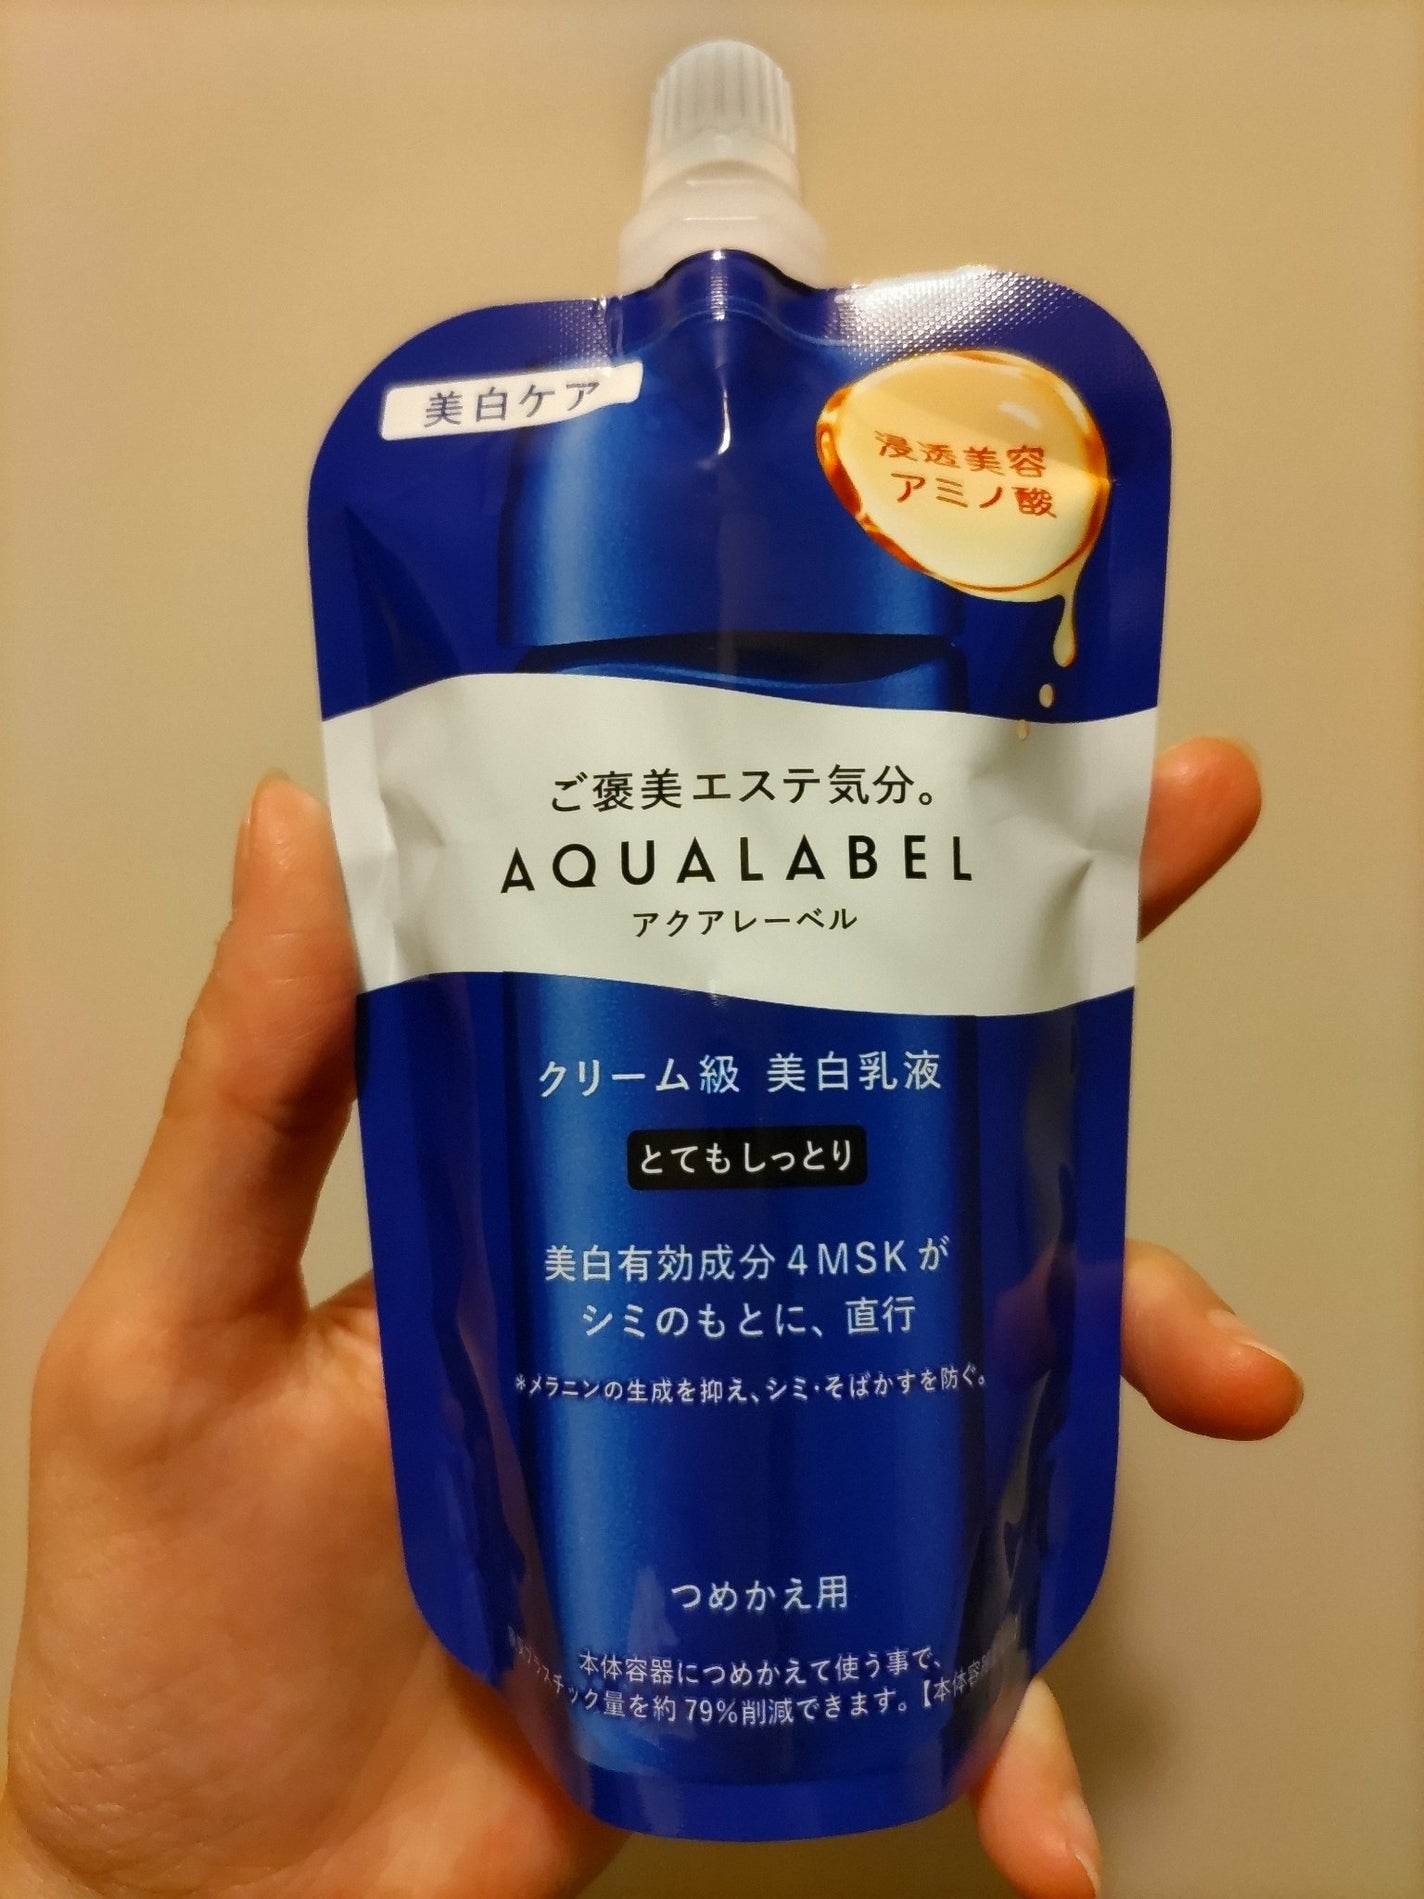 美白ケア
浸透美容
アミノ酸
ご褒美エステ気分。
AQUALABEL
アクアレーベル
クリーム級 美白乳液
とてもしっとり
美白有効成分4MSKが
シミのもとに、直行
*メラニンの生成を抑え、シミ・そばかすを防ぐ。
つめかえ用
本体容器につめかえて使う事で、
プラスチック量を約79%削減できます。【本体容